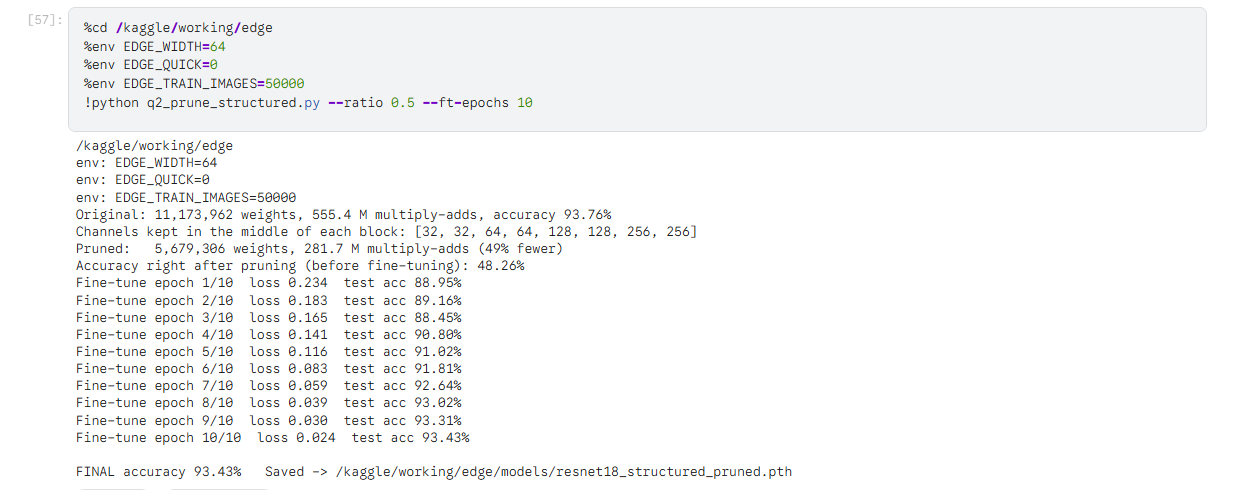 [57]:
%cd /kaggle/working/edge
%env EDGE_WIDTH=64
%env EDGE_QUICK=0
%env EDGE_TRAIN_IMAGES=50000
!python q2_prune_structured.py --ratio 0.5 --ft-epochs 10
/kaggle/working/edge
env: EDGE_WIDTH=64
env: EDGE_QUICK=0
env: EDGE_TRAIN_IMAGES=50000
Original: 11,173,962 weights, 555.4 M multiply-adds, accuracy 93.76%
Channels kept in the middle of each block: [32, 32, 64, 64, 128, 128, 256, 256]
Pruned:   5,679,306 weights, 281.7 M multiply-adds (49% fewer)
Accuracy right after pruning (before fine-tuning): 48.26%
Fine-tune epoch 1/10  loss 0.234  test acc 88.95%
Fine-tune epoch 2/10  loss 0.183  test acc 89.16%
Fine-tune epoch 3/10  loss 0.165  test acc 88.45%
Fine-tune epoch 4/10  loss 0.141  test acc 90.80%
Fine-tune epoch 5/10  loss 0.116  test acc 91.02%
Fine-tune epoch 6/10  loss 0.083  test acc 91.81%
Fine-tune epoch 7/10  loss 0.059  test acc 92.64%
Fine-tune epoch 8/10  loss 0.039  test acc 93.02%
Fine-tune epoch 9/10  loss 0.030  test acc 93.31%
Fine-tune epoch 10/10  loss 0.024  test acc 93.43%
FINAL accuracy 93.43%   Saved -> /kaggle/working/edge/models/resnet18_structured_pruned.pth